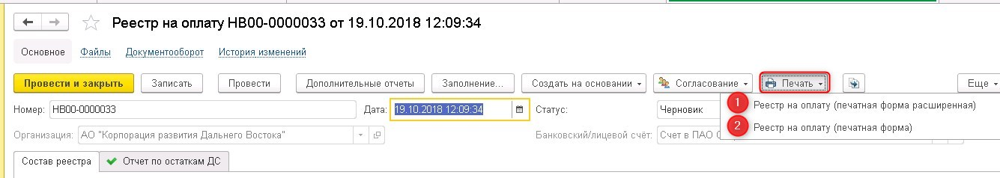 Реестр на оплату НВ00-0000033 от 19.10.2018 12:09:34
Основное Файлы Документооборот История изменений
Провести и закрыть Записать Провести Дополнительные отчеты Заполнение... Создать на основании Согласование Печать Еще
Номер: НВ00-0000033 Дата: 19.10.2018 12:09:34 Статус: Черновик
1 Реестр на оплату (печатная форма расширенная)
2 Реестр на оплату (печатная форма)
Организация: АО "Корпорация развития Дальнего Востока" Банковский/лицевой счёт: Счет в ПАО
Состав реестра Отчет по остаткам ДС